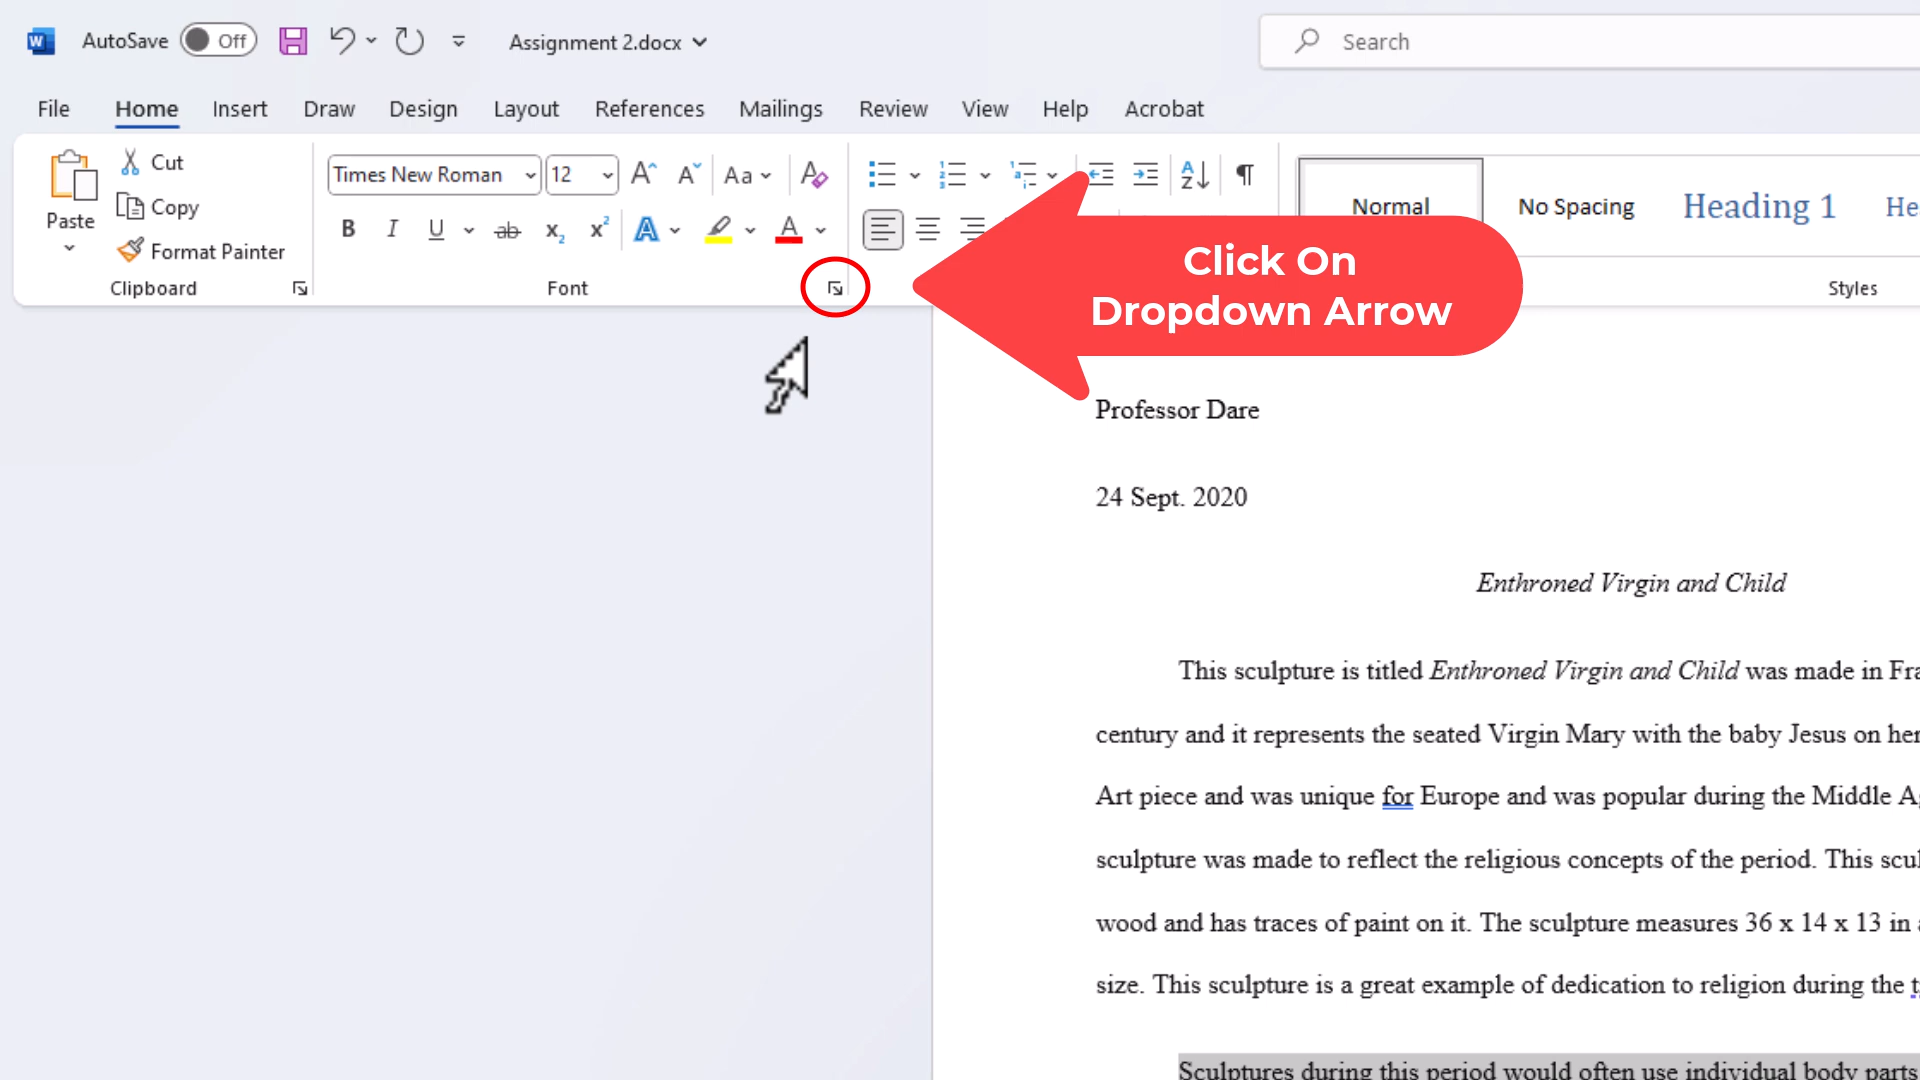 AutoSave Off Assignment 2.docx Search
File Home Insert Draw Design Layout References Mailings Review View Help Acrobat
Paste
Cut
Copy
Format Painter
Clipboard
Times New Roman 12
Font
Normal No Spacing Heading 1
Styles
Click On
Dropdown Arrow
Professor Dare
24 Sept. 2020
Enthroned Virgin and Child
This sculpture is titled Enthroned Virgin and Child was made in
century and it represents the seated Virgin Mary with the baby Jesus on her
Art piece and was unique for Europe and was popular during the Middle
sculpture was made to reflect the religious concepts of the period. This
wood and has traces of paint on it. The sculpture measures 36 x 14 x 13 in
size. This sculpture is a great example of dedication to religion during the
Sculptures during this period would often use individual body parts